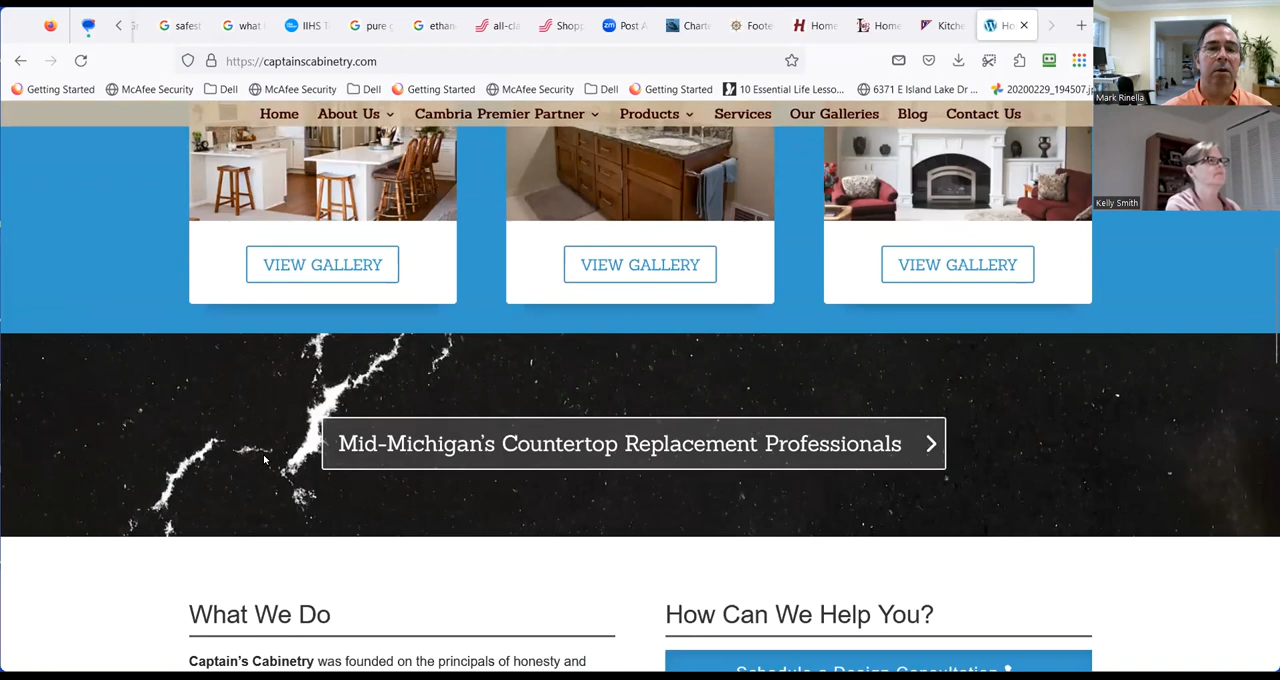 safest
what i
IIHS T
pure c
ethan
all-cla
Shopp
Post A
Charte
Foote
Home
Home
Kitche
Ho
https://captainscabinetry.com
Getting Started
McAfee Security
Dell
McAfee Security
Dell
Getting Started
McAfee Security
Dell
Getting Started
10 Essential Life Lesso...
6371 E Island Lake Dr ...
20200229_194507.j
Mark Rinella
Kelly Smith
Home
About Us
Cambria Premier Partner
Products
Services
Our Galleries
Blog
Contact Us
VIEW GALLERY
VIEW GALLERY
VIEW GALLERY
Mid-Michigan's Countertop Replacement Professionals
What We Do
How Can We Help You?
Captain's Cabinetry was founded on the principals of honesty and
Schedule a Design Consultation